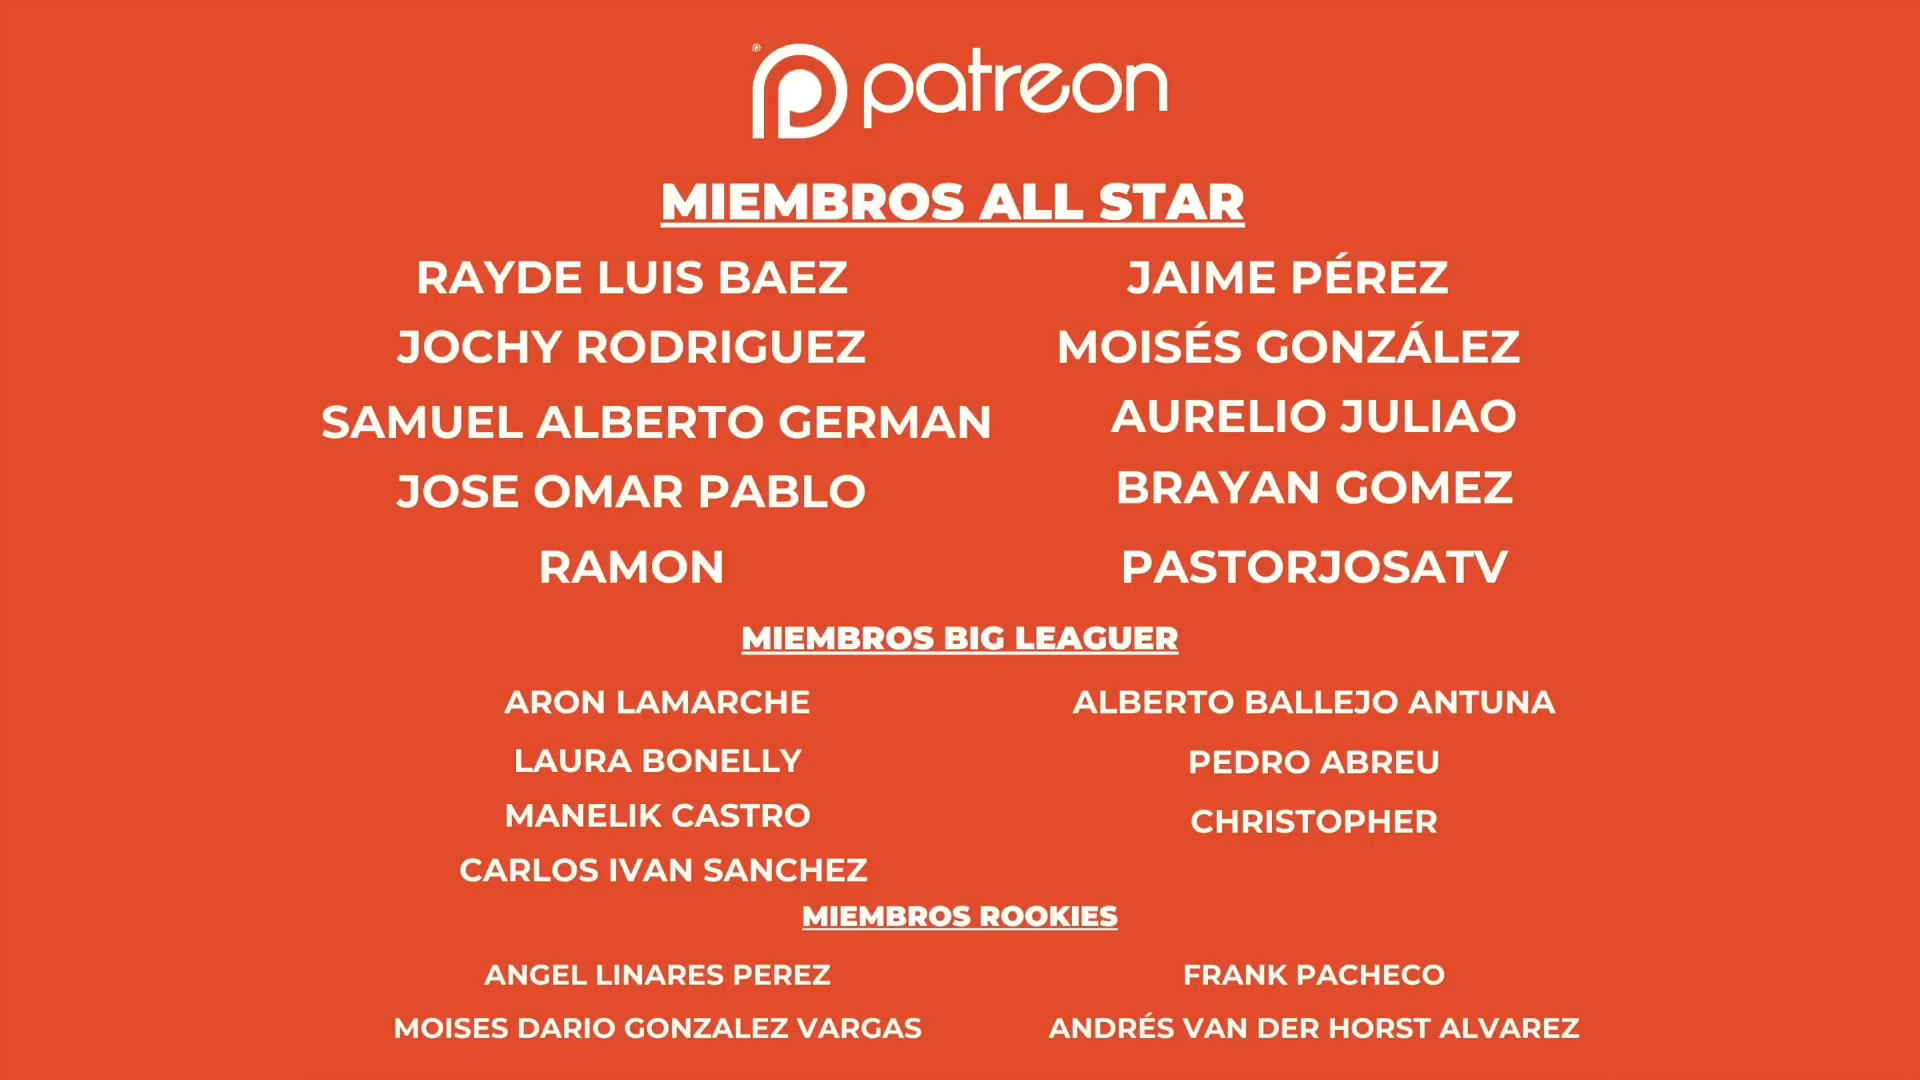 patreon
MIEMBROS ALL STAR
RAYDE LUIS BAEZ
JAIME PÉREZ
JOCHY RODRIGUEZ
MOISÉS GONZÁLEZ
SAMUEL ALBERTO GERMAN
AURELIO JULIAO
JOSE OMAR PABLO
BRAYAN GOMEZ
RAMON
PASTORJOSATV
MIEMBROS BIG LEAGUER
ARON LAMARCHE
ALBERTO BALLEJO ANTUNA
LAURA BONELLY
PEDRO ABREU
MANELIK CASTRO
CHRISTOPHER
CARLOS IVAN SANCHEZ
MIEMBROS ROOKIES
ANGEL LINARES PEREZ
FRANK PACHECO
MOISES DARIO GONZALEZ VARGAS
ANDRÉS VAN DER HORST ALVAREZ